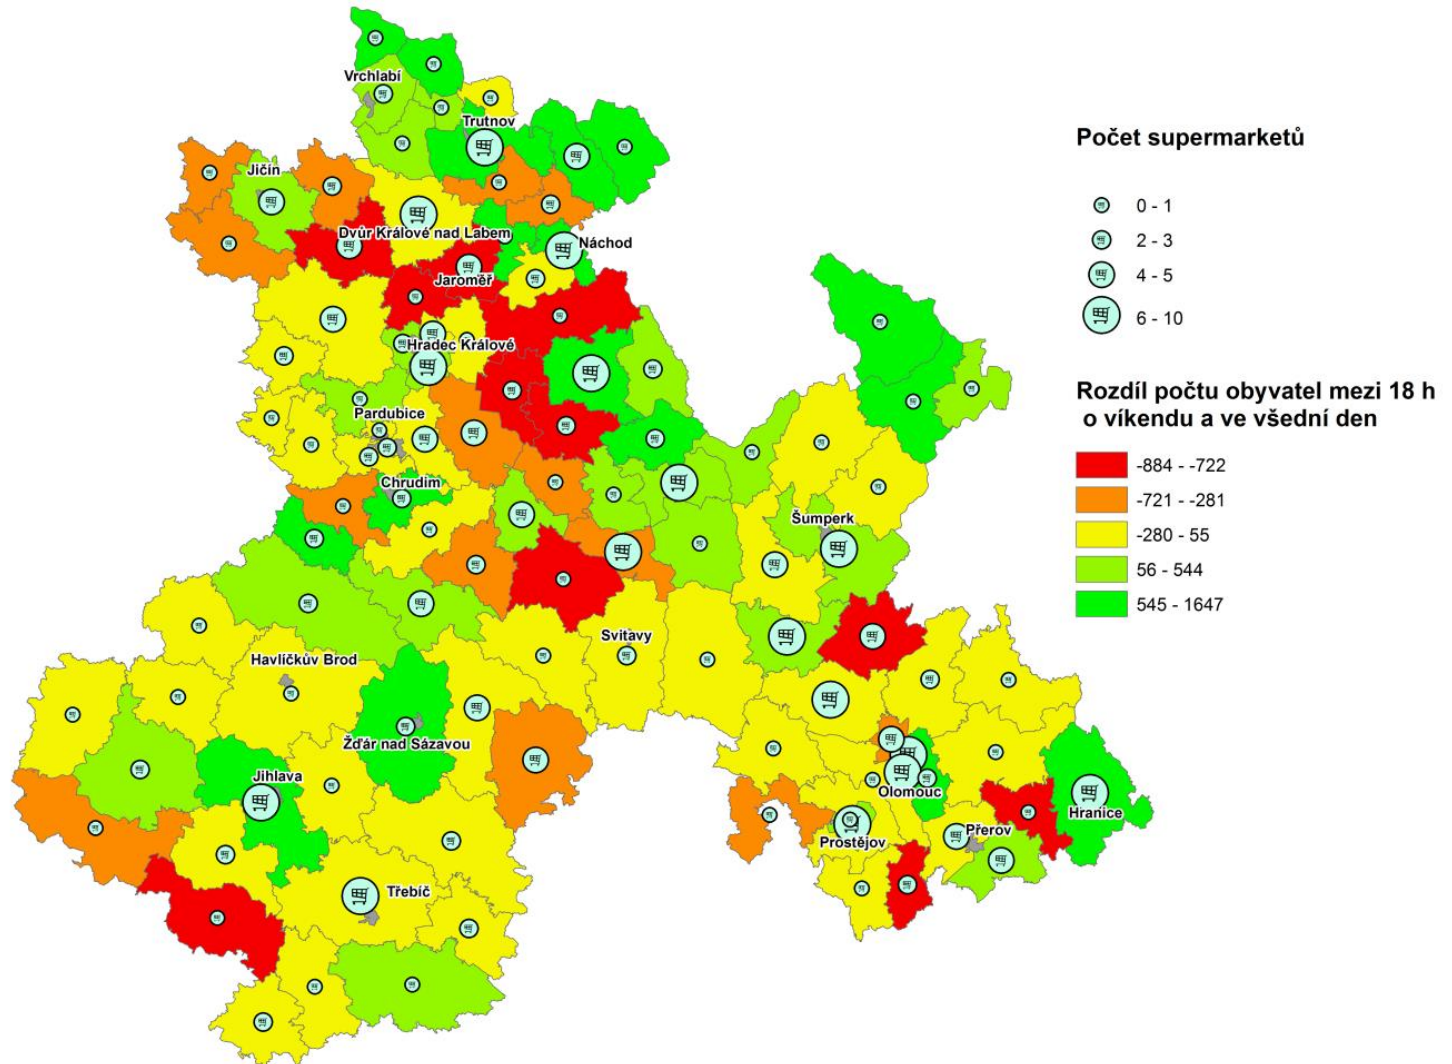 Vrchlabí
Trutnov
Jičín
Dvůr Králové nad Labem
Náchod
Jaroměř
Hradec Králové
Pardubice
Chrudim
Šumperk
Svitavy
Havlíčkův Brod
Žďár nad Sázavou
Jihlava
Olomouc
Hranice
Přerov
Prostějov
Třebíč
Počet supermarketů
0 - 1
2 - 3
4 - 5
6 - 10
Rozdíl počtu obyvatel mezi 18 h
o víkendu a ve všední den
-884 - -722
-721 - -281
-280 - 55
56 - 544
545 - 1647